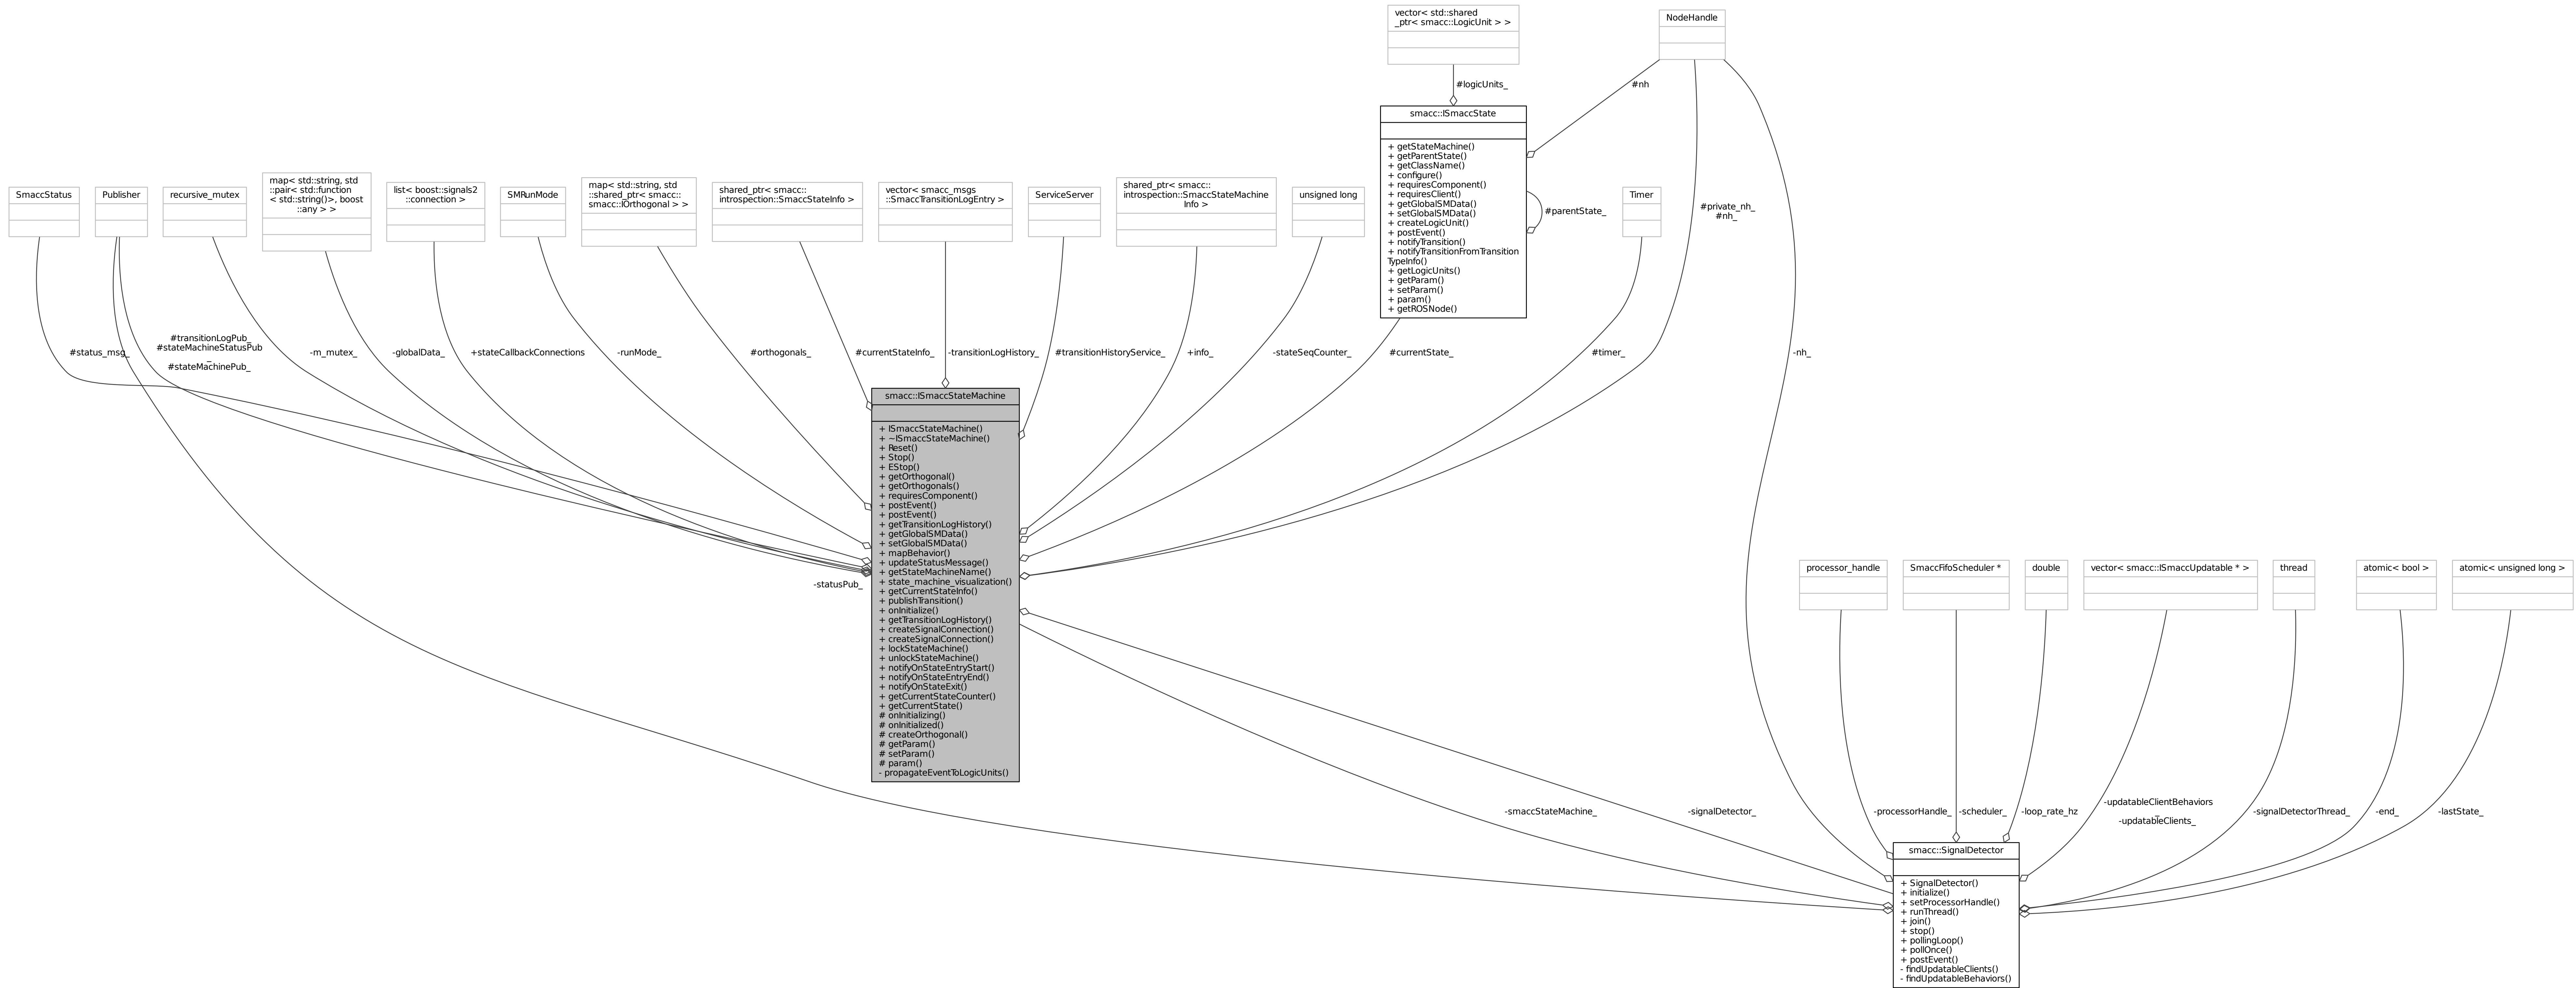 vector< std::shared
_ptr< smacc::LogicUnit > >
NodeHandle
#logicUnits_
#nh
smacc::ISmaccState
+ getStateMachine()
+ getParentState()
+ getClassName()
+ configure()
+ requiresComponent()
+ requiresClient()
+ getGlobalSMData()
+ setGlobalSMData()
+ createLogicUnit()
+ postEvent()
+ notifyTransition()
+ notifyTransitionFromTransition
TypeInfo()
+ getLogicUnits()
+ getParam()
+ setParam()
+ param()
+ getROSNode()
#parentState_
#private_nh_
#nh_
SmaccStatus
Publisher
recursive_mutex
map< std::string, std
::pair< std::function
< std::string()>, boost
::any > >
list< boost::signals2
::connection >
SMRunMode
map< std::string, std
::shared_ptr< smacc::
smacc::IOrthogonal > >
shared_ptr< smacc::
introspection::SmaccStateInfo >
vector< smacc_msgs
::SmaccTransitionLogEntry >
ServiceServer
shared_ptr< smacc::
introspection::SmaccStateMachine
Info >
unsigned long
Timer
#status_msg_
#transitionLogPub_
#stateMachineStatusPub
_
#stateMachinePub_
-m_mutex_
-globalData_
+stateCallbackConnections
-runMode_
#orthogonals_
#currentStateInfo_
-transitionLogHistory_
#transitionHistoryService_
+info_
-stateSeqCounter_
#currentState_
#timer_
-nh_
smacc::ISmaccStateMachine
+ ISmaccStateMachine()
+ ~ISmaccStateMachine()
+ Reset()
+ Stop()
+ EStop()
+ getOrthogonal()
+ getOrthogonals()
+ requiresComponent()
+ postEvent()
+ postEvent()
+ getTransitionLogHistory()
+ getGlobalSMData()
+ setGlobalSMData()
+ mapBehavior()
+ updateStatusMessage()
+ getStateMachineName()
+ state_machine_visualization()
+ getCurrentStateInfo()
+ publishTransition()
+ onInitialize()
+ getTransitionLogHistory()
+ createSignalConnection()
+ createSignalConnection()
+ lockStateMachine()
+ unlockStateMachine()
+ notifyOnStateEntryStart()
+ notifyOnStateEntryEnd()
+ notifyOnStateExit()
+ getCurrentStateCounter()
+ getCurrentState()
# onInitializing()
# onInitialized()
# createOrthogonal()
# getParam()
# setParam()
# param()
- propagateEventToLogicUnits()
-statusPub_
processor_handle
SmaccFifoScheduler *
double
vector< smacc::ISmaccUpdatable * >
thread
atomic< bool >
atomic< unsigned long >
-smaccStateMachine_
-signalDetector_
-processorHandle_
-scheduler_
-loop_rate_hz
-updatableClientBehaviors
_
-updatableClients_
-signalDetectorThread_
-end_
-lastState_
smacc::SignalDetector
+ SignalDetector()
+ initialize()
+ setProcessorHandle()
+ runThread()
+ join()
+ stop()
+ pollingLoop()
+ pollOnce()
+ postEvent()
- findUpdatableClients()
- findUpdatableBehaviors()